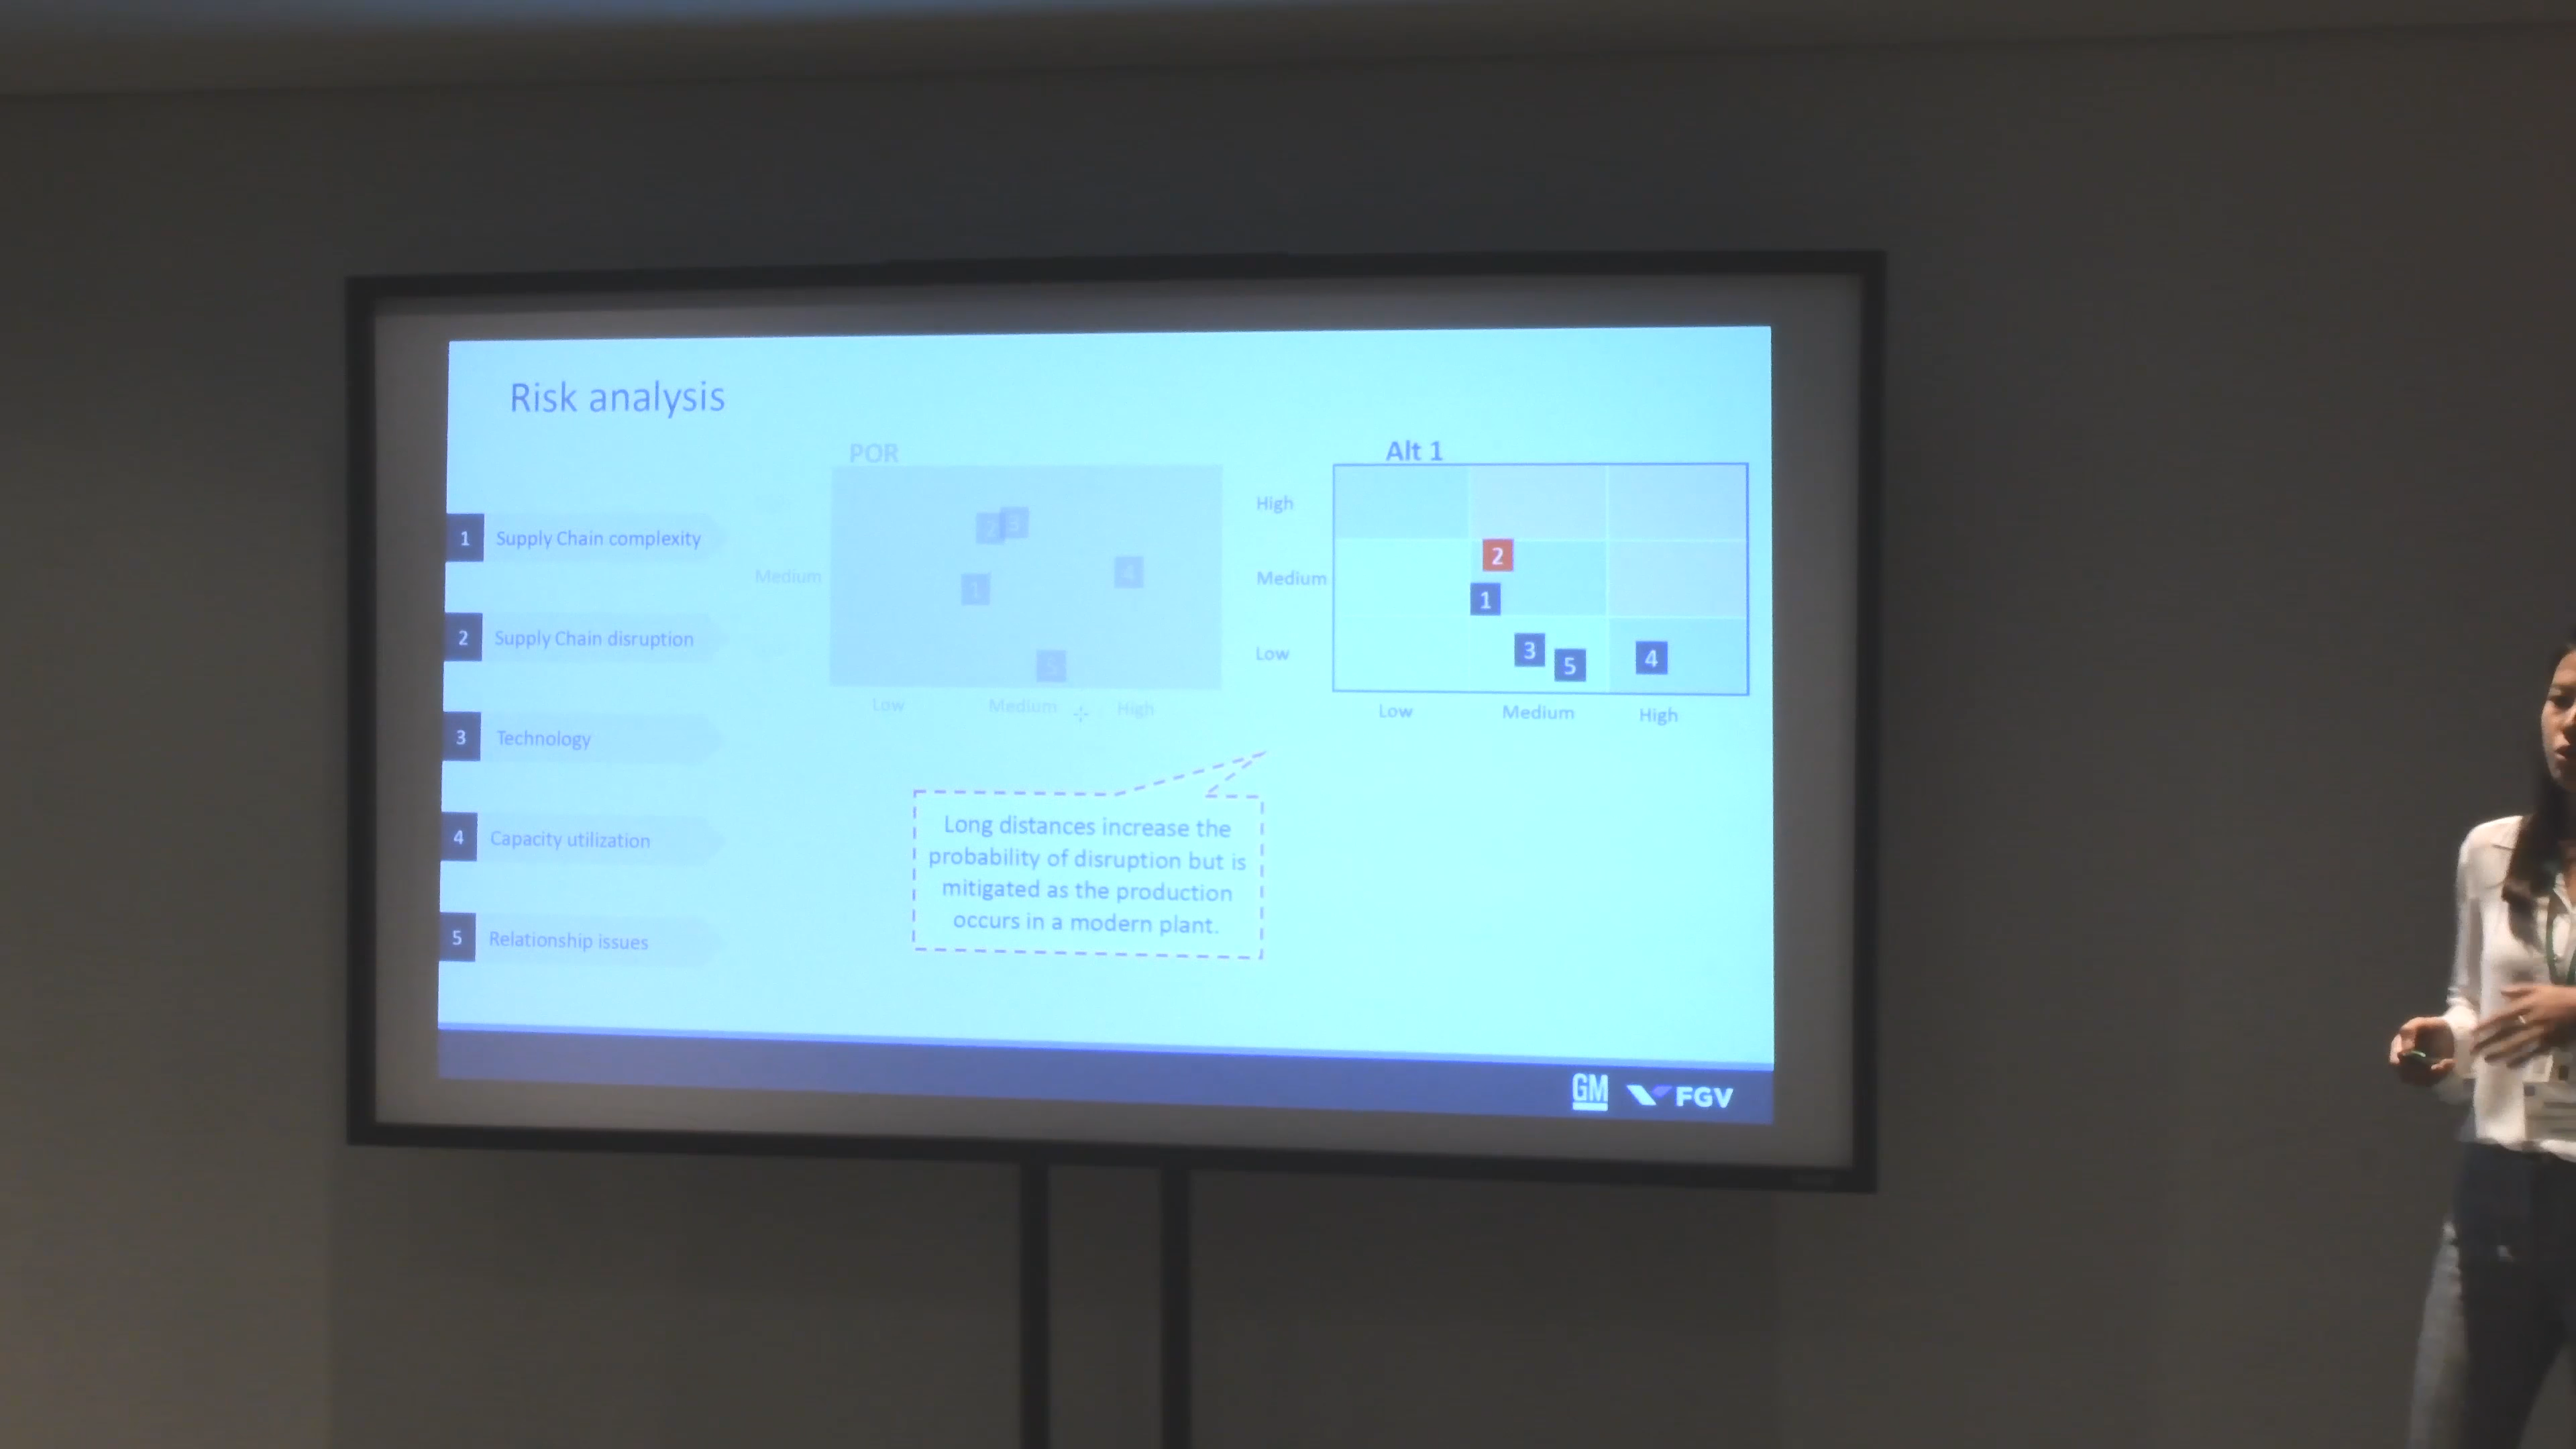 Risk analysis
1 Supply Chain complexity
2 Supply Chain disruption
3 Technology
4 Capacity utilization
5 Relationship issues
POR
2 3
4
1
5
Medium
Low Medium High
Alt 1
High
Medium
Low
2
1
3 5 4
Low Medium High
Long distances increase the
probability of disruption but is
mitigated as the production
occurs in a modern plant.
GM FGV